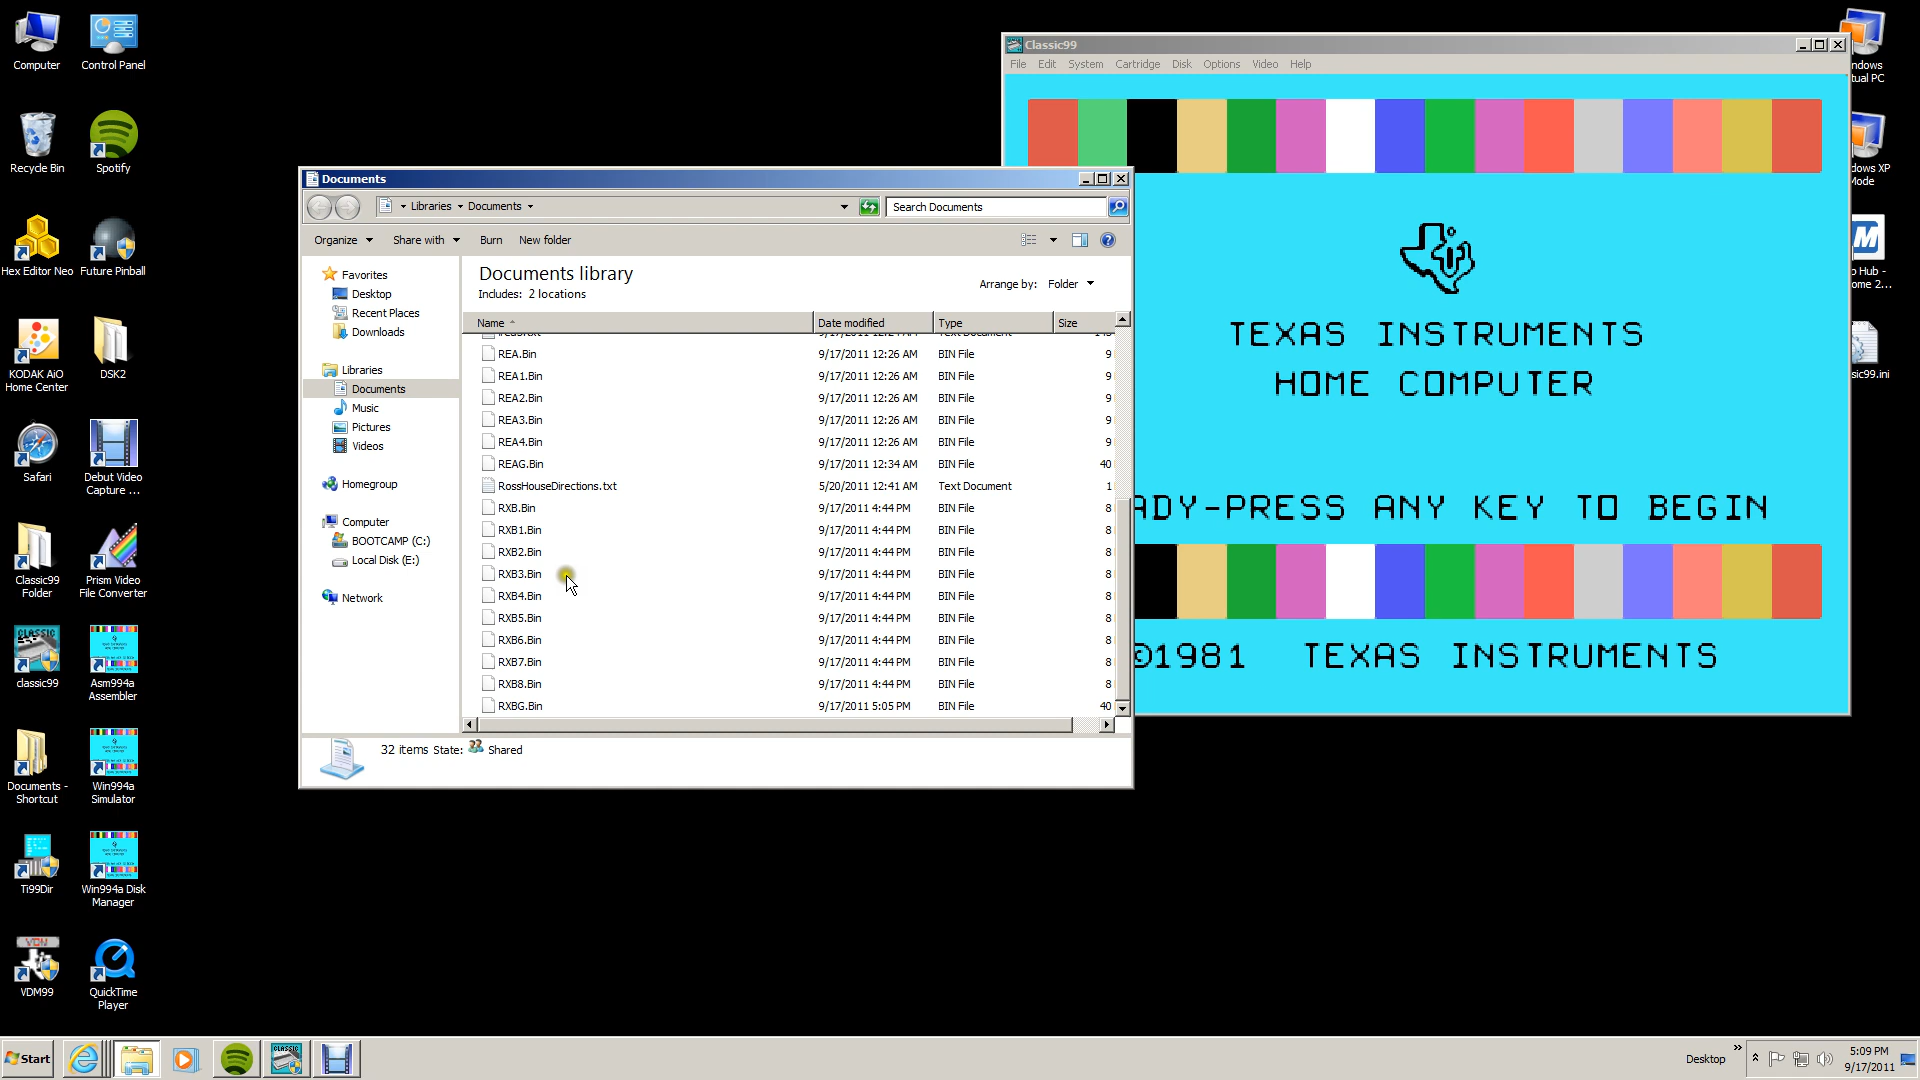 Computer
Control Panel
Recycle Bin
Spotify
Hex Editor Neo
Future Pinball
KODAK AiO
Home Center
DSK2
Safari
Debut Video
Capture ...
Classic99
Folder
Prism Video
File Converter
CLASSIC
classic99
Asm994a
Assembler
Documents -
Shortcut
Win994a
Simulator
Ti99Dir
Win994a Disk
Manager
VDM99
QuickTime
Player
Documents
Libraries
Documents
Search Documents
Organize
Share with
Burn
New folder
Favorites
Desktop
Recent Places
Downloads
Libraries
Documents
Music
Pictures
Videos
Homegroup
Computer
BOOTCAMP (C:)
Local Disk (E:)
Network
Documents library
Includes: 2 locations
Arrange by: Folder
Name Date modified Type Size
REA.Bin 9/17/2011 12:26 AM BIN File 9
REA1.Bin 9/17/2011 12:26 AM BIN File 9
REA2.Bin 9/17/2011 12:26 AM BIN File 9
REA3.Bin 9/17/2011 12:26 AM BIN File 9
REA4.Bin 9/17/2011 12:26 AM BIN File 9
REAG.Bin 9/17/2011 12:34 AM BIN File 40
RossHouseDirections.txt 5/20/2011 12:41 AM Text Document 1
RXB.Bin 9/17/2011 4:44 PM BIN File 8
RXB1.Bin 9/17/2011 4:44 PM BIN File 8
RXB2.Bin 9/17/2011 4:44 PM BIN File 8
RXB3.Bin 9/17/2011 4:44 PM BIN File 8
RXB4.Bin 9/17/2011 4:44 PM BIN File 8
RXB5.Bin 9/17/2011 4:44 PM BIN File 8
RXB6.Bin 9/17/2011 4:44 PM BIN File 8
RXB7.Bin 9/17/2011 4:44 PM BIN File 8
RXB8.Bin 9/17/2011 4:44 PM BIN File 8
RXBG.Bin 9/17/2011 5:05 PM BIN File 40
32 items State: Shared
Classic99
File Edit System Cartridge Disk Options Video Help
TEXAS INSTRUMENTS
HOME COMPUTER
ADY-PRESS ANY KEY TO BEGIN
©1981 TEXAS INSTRUMENTS
ndows
tual PC
dows XP
Mode
o Hub -
ome 2...
sic99.ini
Start
CLASSIC
Desktop
5:09 PM
9/17/2011